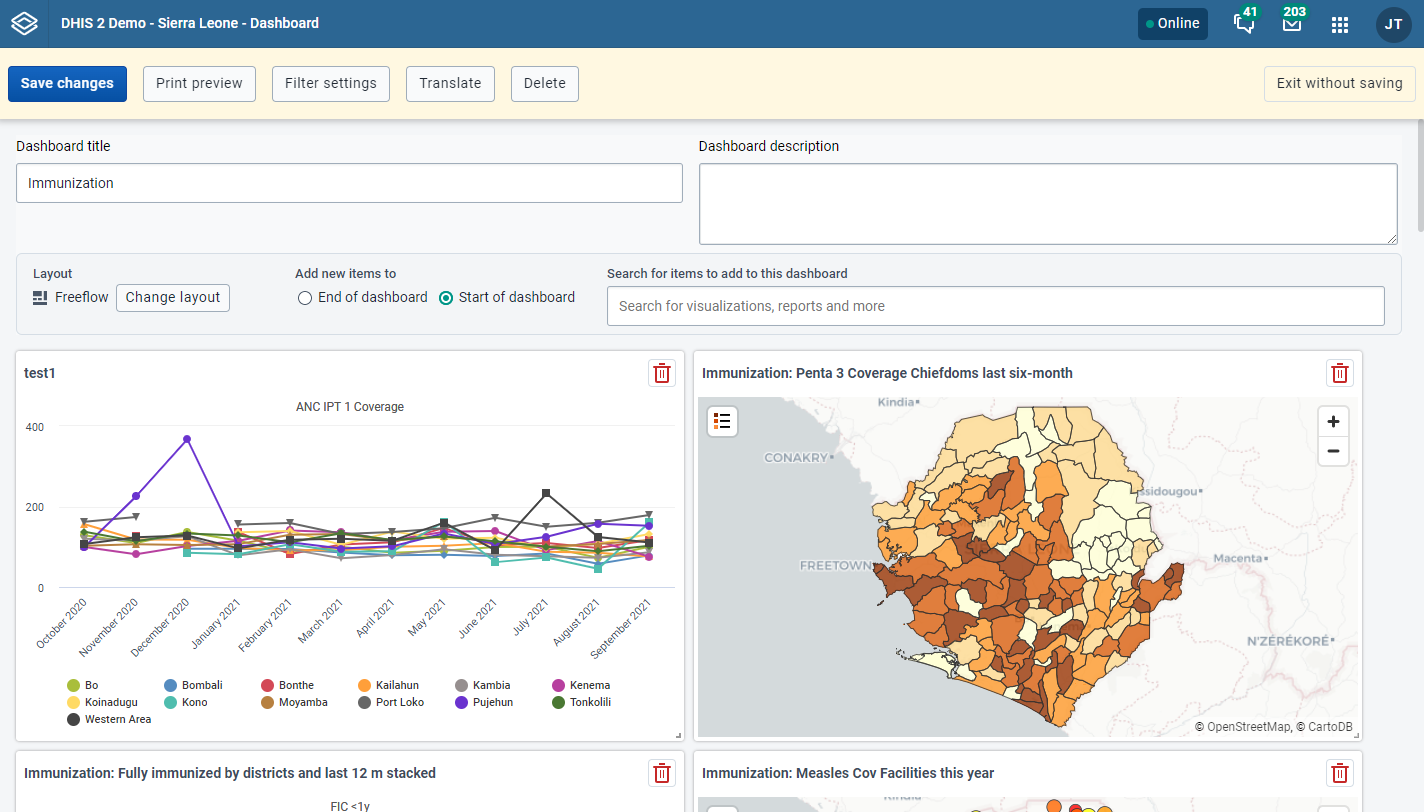 DHIS 2 Demo - Sierra Leone - Dashboard
Online
41
203
JT
Save changes
Print preview
Filter settings
Translate
Delete
Exit without saving
Dashboard title
Dashboard description
Immunization
Layout
Add new items to
Search for items to add to this dashboard
Freeflow
Change layout
End of dashboard
Start of dashboard
Search for visualizations, reports and more
test1
ANC IPT 1 Coverage
400
200
0
October 2020
November 2020
December 2020
January 2021
February 2021
March 2021
April 2021
May 2021
June 2021
July 2021
August 2021
September 2021
Bo
Bombali
Bonthe
Kailahun
Kambia
Kenema
Koinadugu
Kono
Moyamba
Port Loko
Pujehun
Tonkolili
Western Area
Immunization: Penta 3 Coverage Chiefdoms last six-month
Kindia
CONAKRY
ssidougou
FREETOWN
Macenta
N'ZÉRÉKORÉ
© OpenStreetMap, © CartoDB
Immunization: Fully immunized by districts and last 12 m stacked
FIC <1y
Immunization: Measles Cov Facilities this year